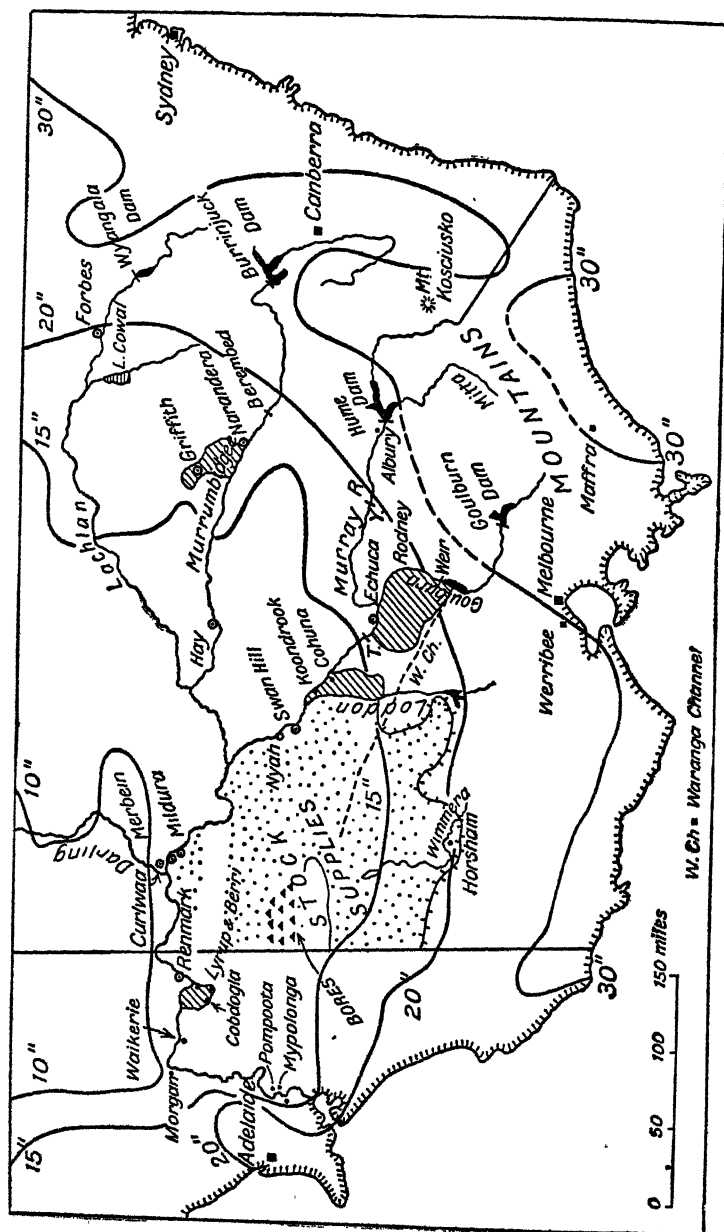 30"
20"
15"
10"
10"
15"
Sydney
Wyangala
Dam
Forbes
L. Cowal
Lachlan
Burrinjuck
Dam
Canberra
Griffith
Narandera
Berembed
Murrumbidgee
Hay
Mt
Kosciusko
Hume
Dam
Albury
Mitta
MOUNTAINS
Murray R.
Echuca
Rodney
Goulburn
Weir
Goulburn
Dam
Koondrook
Cohuna
Swan Hill
Nyah
T.
W. Ch.
Loddon
Melbourne
Werribee
Maffra
30"
30"
Darling
Merbein
Mildura
Curlwaa
Renmark
Lyrup & Berri
Cobdogla
Waikerie
Morgan
Pompoota
Mypolonga
BORES
STOCK
SUPPLIES
15"
Wimmera
Horsham
20"
20"
Adelaide
30"
0 50 100 150 miles
W. Ch = Waranga Channel